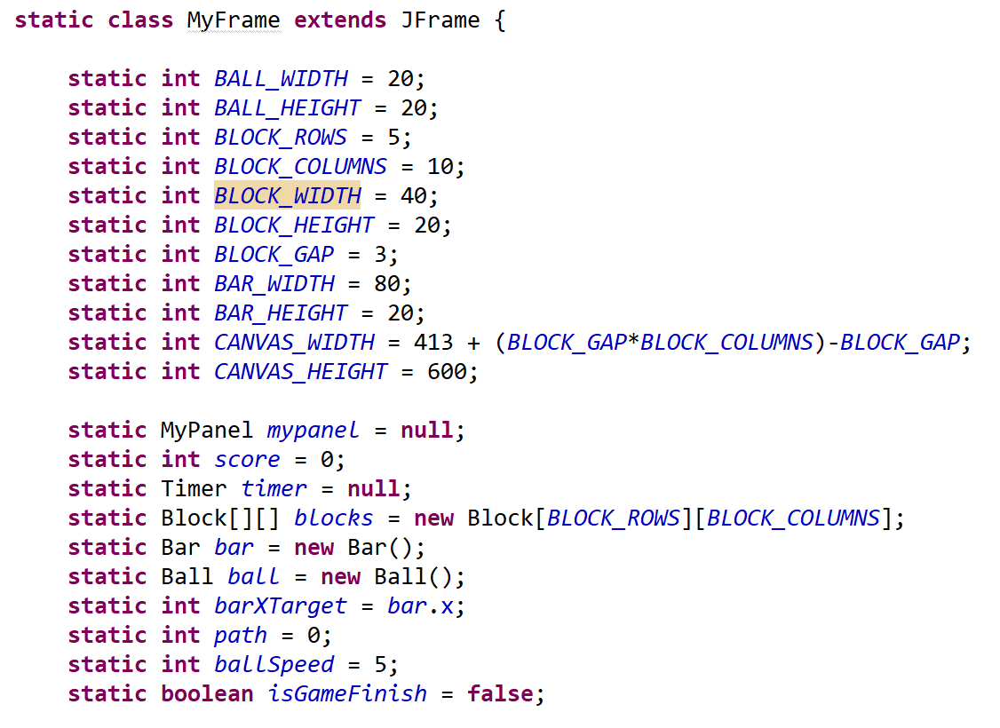 static class MyFrame extends JFrame {
static int BALL_WIDTH = 20;
static int BALL_HEIGHT = 20;
static int BLOCK_ROWS = 5;
static int BLOCK_COLUMNS = 10;
static int BLOCK_WIDTH = 40;
static int BLOCK_HEIGHT = 20;
static int BLOCK_GAP = 3;
static int BAR_WIDTH = 80;
static int BAR_HEIGHT = 20;
static int CANVAS_WIDTH = 413 + (BLOCK_GAP*BLOCK_COLUMNS)-BLOCK_GAP;
static int CANVAS_HEIGHT = 600;
static MyPanel mypanel = null;
static int score = 0;
static Timer timer = null;
static Block[][] blocks = new Block[BLOCK_ROWS][BLOCK_COLUMNS];
static Bar bar = new Bar();
static Ball ball = new Ball();
static int barXTarget = bar.x;
static int path = 0;
static int ballSpeed = 5;
static boolean isGameFinish = false;